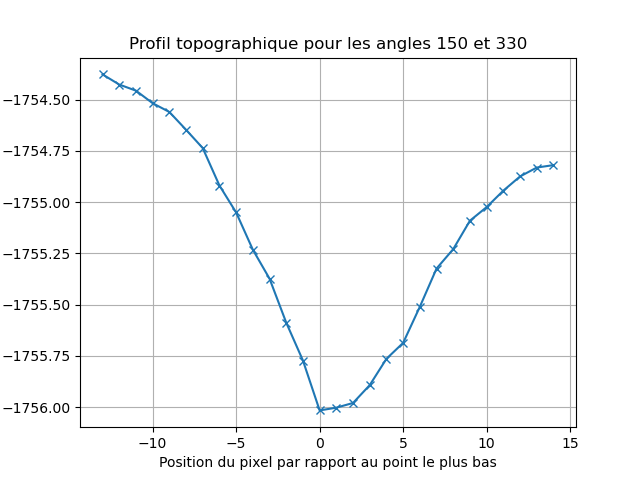 Profil topographique pour les angles 150 et 330
−1754.50
−1754.75
−1755.00
−1755.25
−1755.50
−1755.75
−1756.00
−10 −5 0 5 10 15
Position du pixel par rapport au point le plus bas